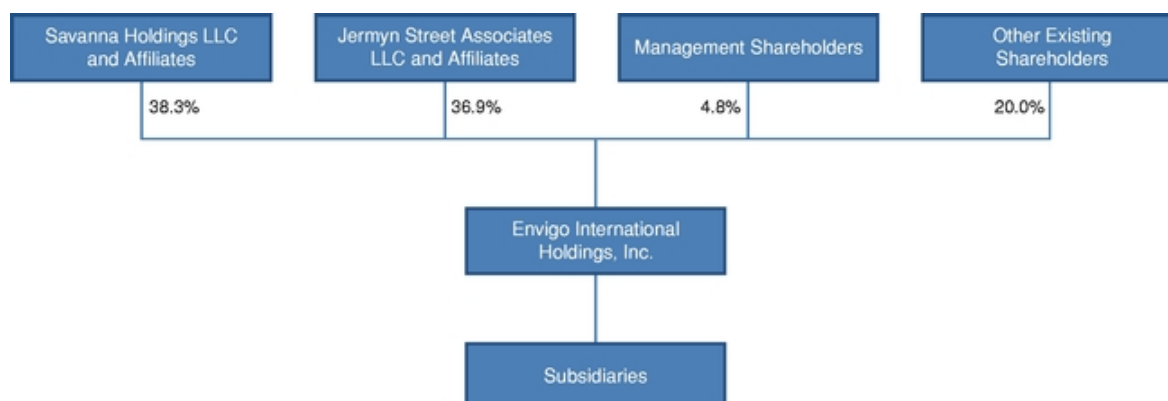 Savanna Holdings LLC
and Affiliates
Jermyn Street Associates
LLC and Affiliates
Management Shareholders
Other Existing
Shareholders
38.3%
36.9%
4.8%
20.0%
Envigo International
Holdings, Inc.
Subsidiaries